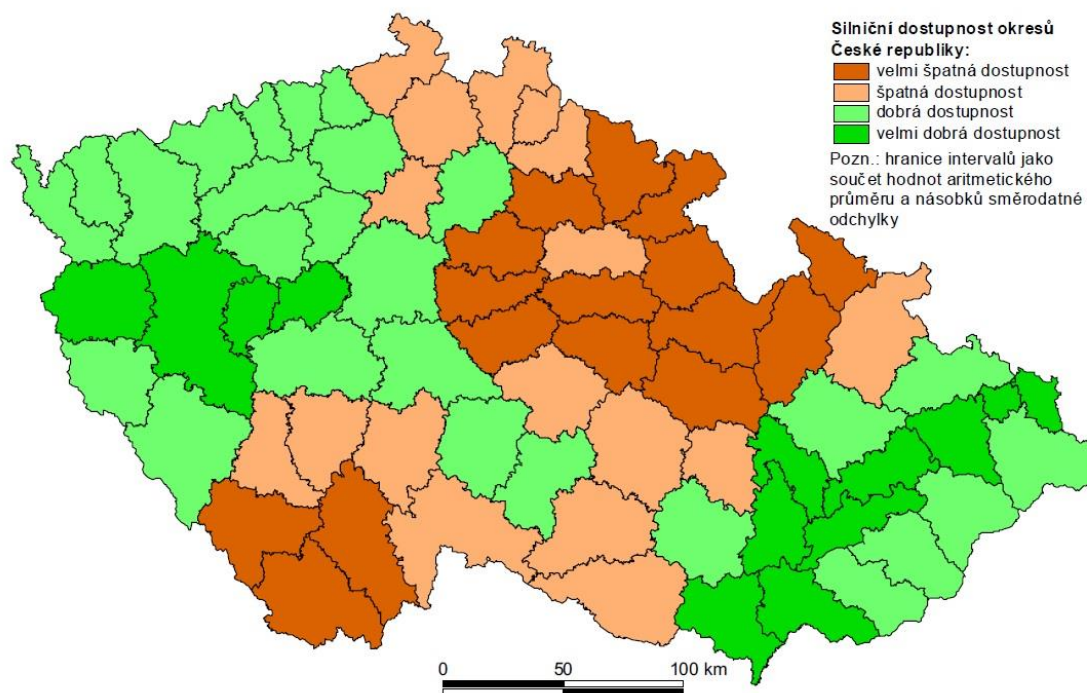 Silniční dostupnost okresů
České republiky:
velmi špatná dostupnost
špatná dostupnost
dobrá dostupnost
velmi dobrá dostupnost
Pozn.: hranice intervalů jako
součet hodnot aritmetického
průměru a násobků směrodatné
odchylky
0 50 100 km